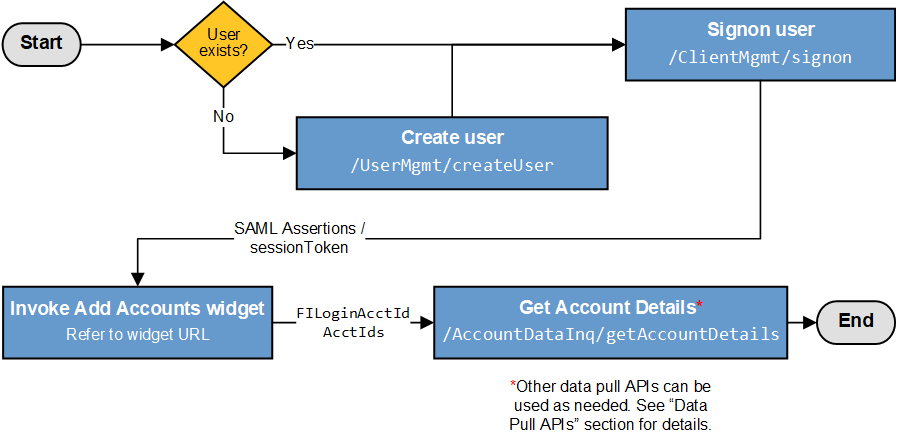 Start
User
exists?
Yes
Signon user
/ClientMgmt/signon
No
Create user
/UserMgmt/createUser
SAML Assertions /
sessionToken
Invoke Add Accounts widget
Refer to widget URL
FILoginAcctId
AcctIds
Get Account Details*
/AccountDataInq/getAccountDetails
End
*Other data pull APIs can be
used as needed. See “Data
Pull APIs” section for details.